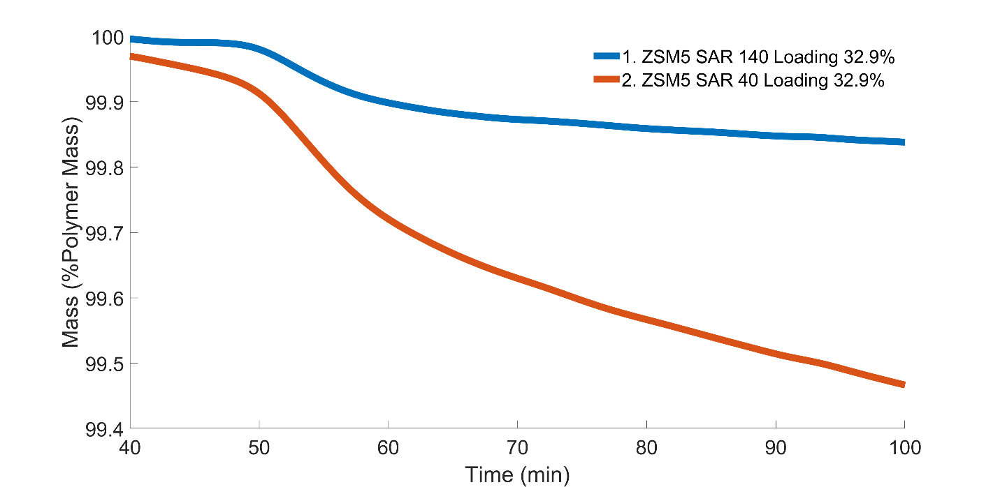 100
99.9
99.8
99.7
99.6
99.5
99.4
Mass (%Polymer Mass)
1. ZSM5 SAR 140 Loading 32.9%
2. ZSM5 SAR 40 Loading 32.9%
40 50 60 70 80 90 100
Time (min)